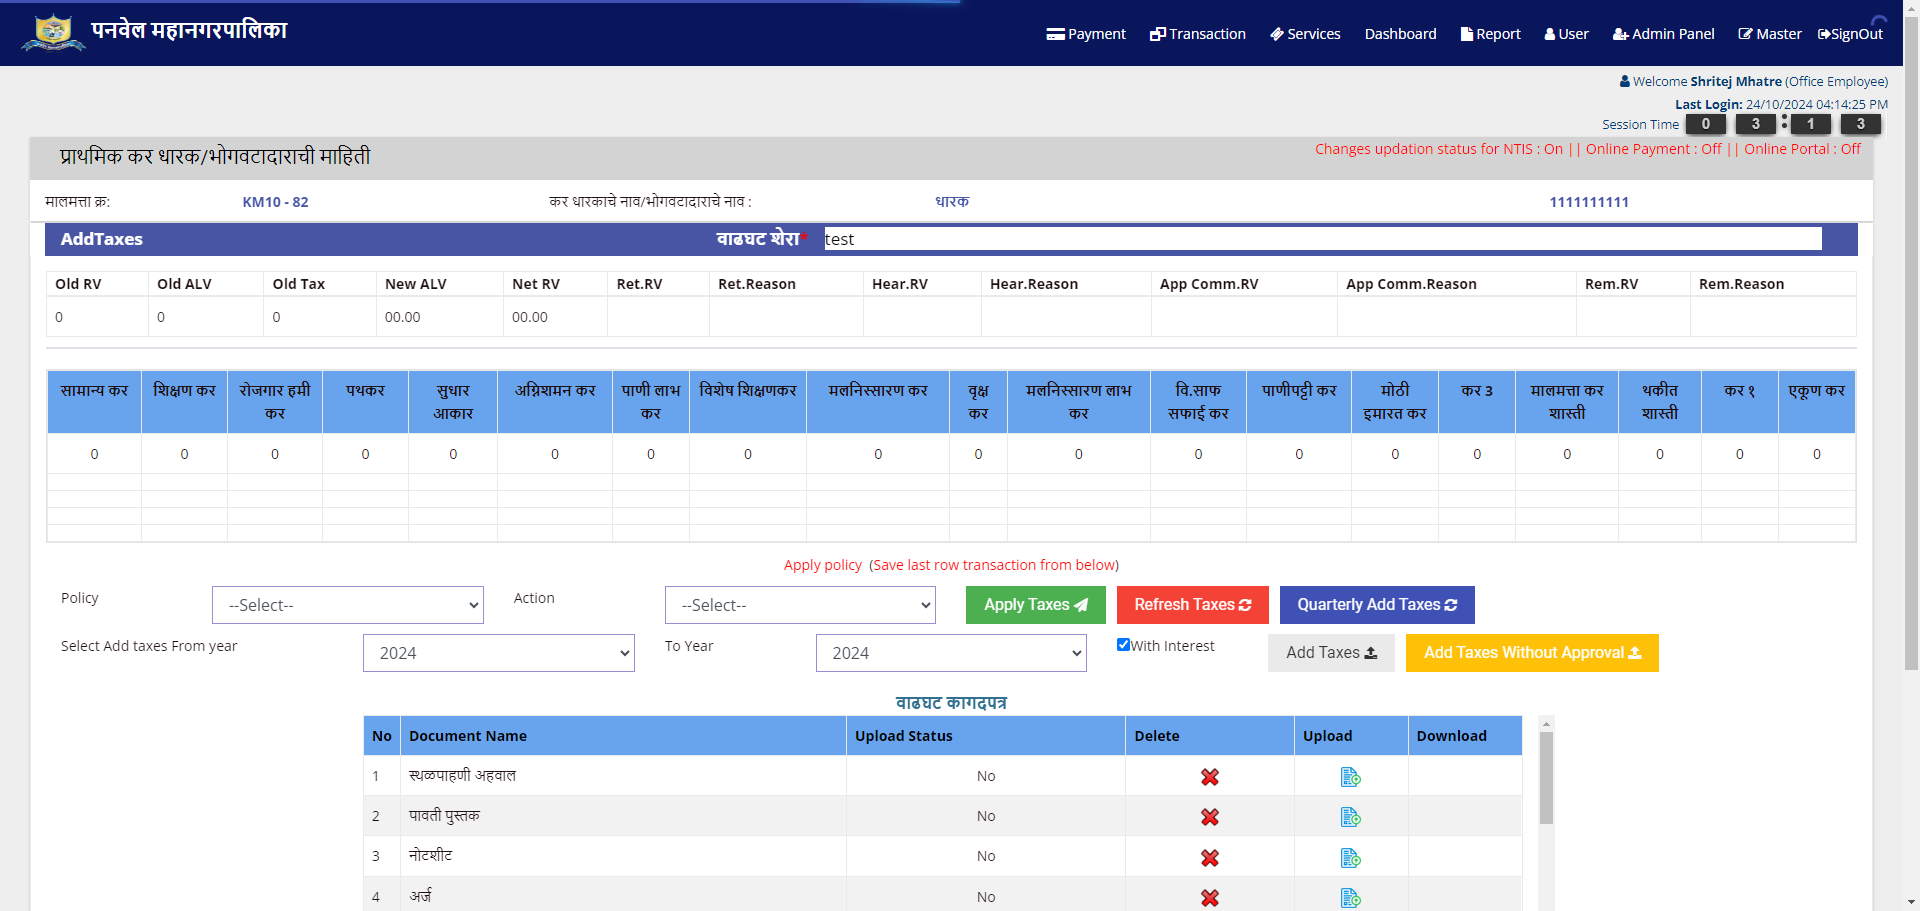 पनवेल महानगरपालिका
Payment Transaction Services Dashboard Report User Admin Panel Master SignOut
Welcome Shritej Mhatre (Office Employee)
Last Login: 24/10/2024 04:14:25 PM
Session Time 0 3 : 1 3
प्राथमिक कर धारक/भोगवटादाराची माहिती
Changes updation status for NTIS : On || Online Payment : Off || Online Portal : Off
मालमत्ता क्र: KM10 - 82 कर धारकाचे नाव/भोगवटादाराचे नाव : धारक 1111111111
AddTaxes वाढघट शेरा* test
Old RV Old ALV Old Tax New ALV Net RV Ret.RV Ret.Reason Hear.RV Hear.Reason App Comm.RV App Comm.Reason Rem.RV Rem.Reason
0 0 0 00.00 00.00
सामान्य कर शिक्षण कर रोजगार हमी कर पथकर सुधार आकार अग्निशमन कर पाणी लाभ कर विशेष शिक्षणकर मलनिस्सारण कर वृक्ष कर मलनिस्सारण लाभ कर वि.साफ सफाई कर पाणीपट्टी कर मोठी इमारत कर कर 3 मालमत्ता कर शास्ती थकीत शास्ती कर १ एकूण कर
0 0 0 0 0 0 0 0 0 0 0 0 0 0 0 0 0 0 0
Apply policy (Save last row transaction from below)
Policy --Select-- Action --Select-- Apply Taxes Refresh Taxes Quarterly Add Taxes
Select Add taxes From year 2024 To Year 2024 With Interest Add Taxes Add Taxes Without Approval
वाढघट कागदपत्र
No Document Name Upload Status Delete Upload Download
1 स्थळपाहणी अहवाल No
2 पावती पुस्तक No
3 नोटशीट No
4 अर्ज No